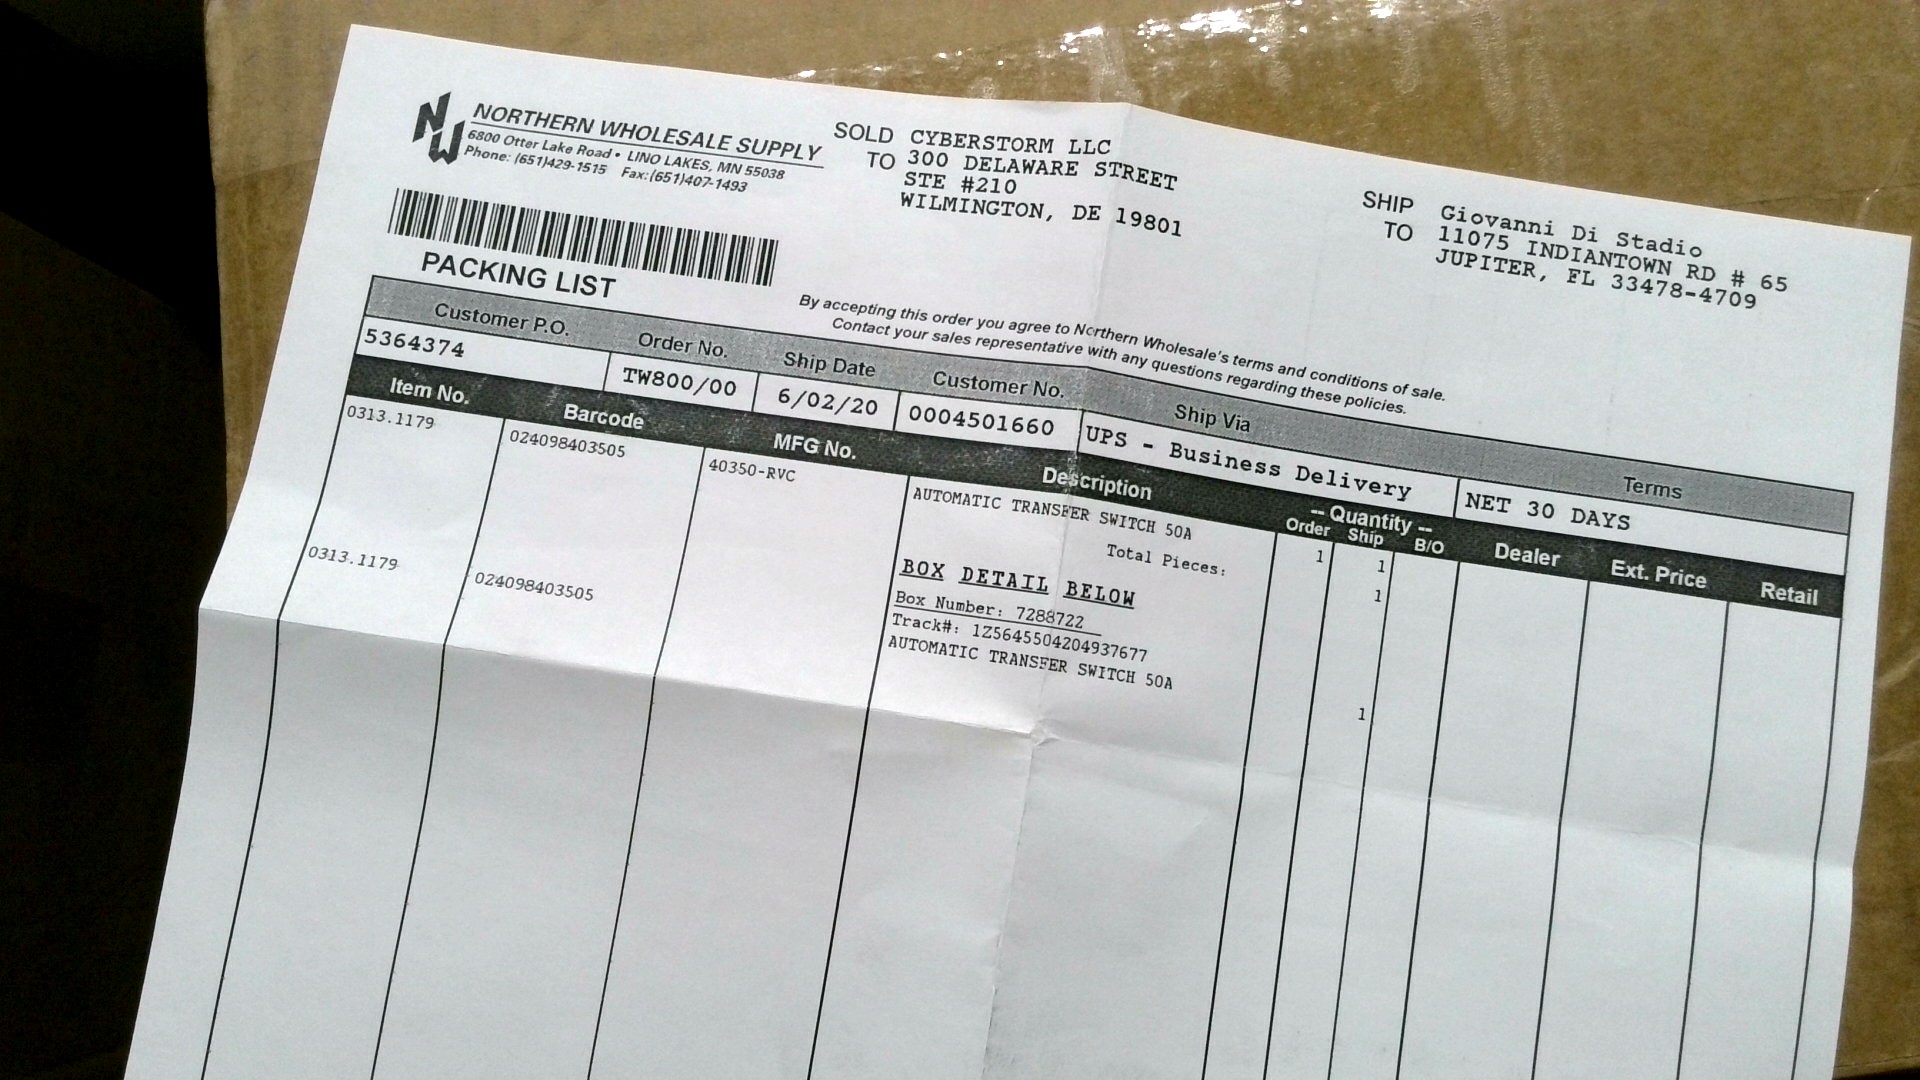 NW
NORTHERN WHOLESALE SUPPLY
6800 Otter Lake Road • LINO LAKES, MN 55038
Phone: (651)429-1515 Fax:(651)407-1493
PACKING LIST
SOLD TO
CYBERSTORM LLC
300 DELAWARE STREET
STE #210
WILMINGTON, DE 19801
SHIP TO
Giovanni Di Stadio
11075 INDIANTOWN RD # 65
JUPITER, FL 33478-4709
By accepting this order you agree to Northern Wholesale's terms and conditions of sale.
Contact your sales representative with any questions regarding these policies.
Customer P.O. Order No. Ship Date Customer No. Ship Via Terms
5364374 TW800/00 6/02/20 0004501660 UPS - Business Delivery NET 30 DAYS
Item No. Barcode MFG No. Description -- Quantity -- Dealer Ext. Price Retail
Order Ship B/O
0313.1179 024098403505 40350-RVC AUTOMATIC TRANSFER SWITCH 50A 1 1
Total Pieces: 1
BOX DETAIL BELOW
Box Number: 7288722
Track#: 1Z5645504204937677
0313.1179 024098403505 AUTOMATIC TRANSFER SWITCH 50A 1